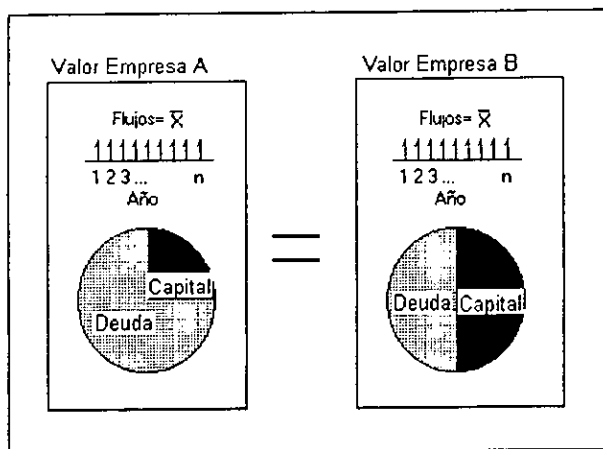 Valor Empresa A
Flujos= X̄
1 2 3... n
Año
Capital
Deuda
=
Valor Empresa B
Flujos= X̄
1 2 3... n
Año
Deuda Capital